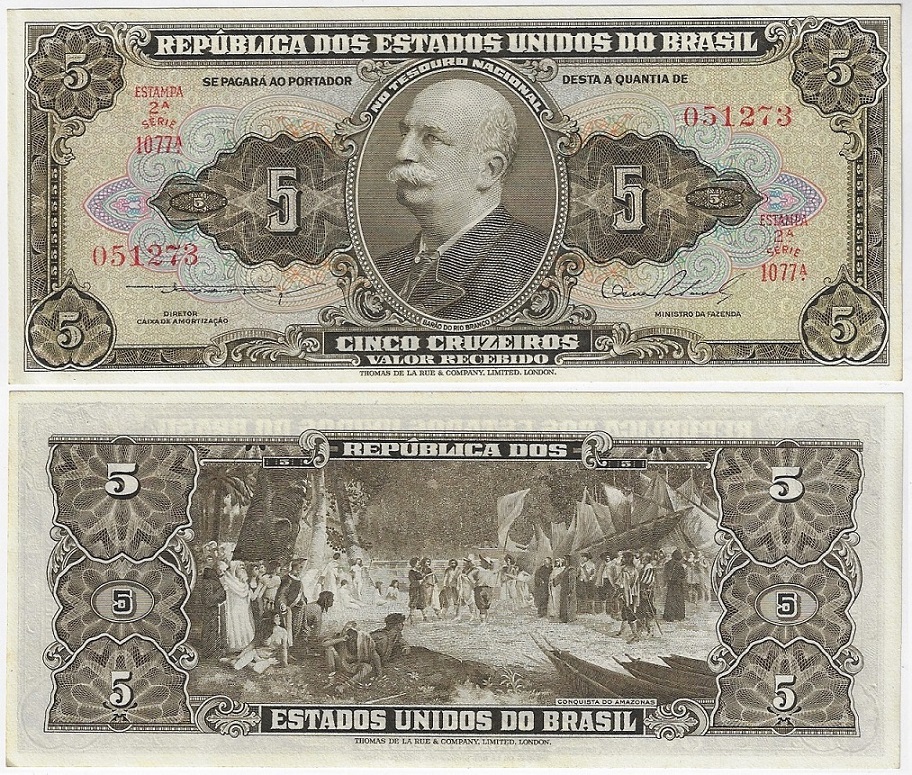 REPÚBLICA DOS ESTADOS UNIDOS DO BRASIL
5
5
SE PAGARÁ AO PORTADOR
NO TESOURO NACIONAL
DESTA A QUANTIA DE
ESTAMPA
2ᴬ
SÉRIE
1077ᴬ
051273
5
5
5
5
051273
ESTAMPA
2ᴬ
SÉRIE
1077ᴬ
DIRETOR
CAIXA DE AMORTIZAÇÃO
BARÃO DO RIO BRANCO
MINISTRO DA FAZENDA
5
5
CINCO CRUZEIROS
VALOR RECEBIDO
THOMAS DE LA RUE & COMPANY, LIMITED, LONDON.
REPÚBLICA DOS
5
5
5
5
5
5
5
5
CONQUISTA DO AMAZONAS
ESTADOS UNIDOS DO BRASIL
THOMAS DE LA RUE & COMPANY, LIMITED, LONDON.